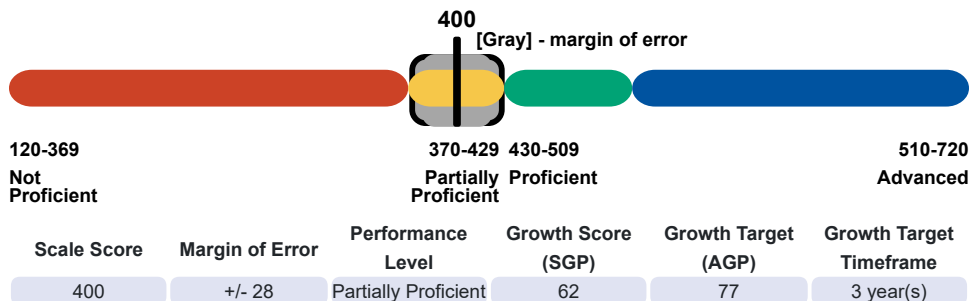 400
[Gray] - margin of error
120-369
370-429
430-509
510-720
Not
Proficient
Partially
Proficient
Proficient
Advanced
Scale Score
Margin of Error
Performance
Level
Growth Score
(SGP)
Growth Target
(AGP)
Growth Target
Timeframe
400
+/- 28
Partially Proficient
62
77
3 year(s)